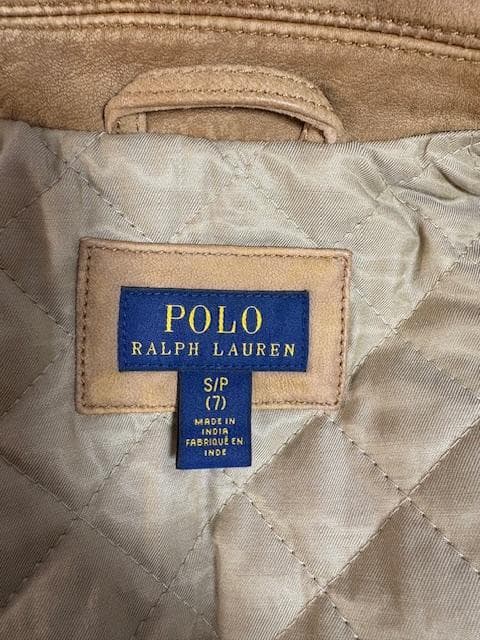 POLO
RALPH LAUREN
S/P
(7)
MADE IN
INDIA
FABRIQUÉ EN
INDE